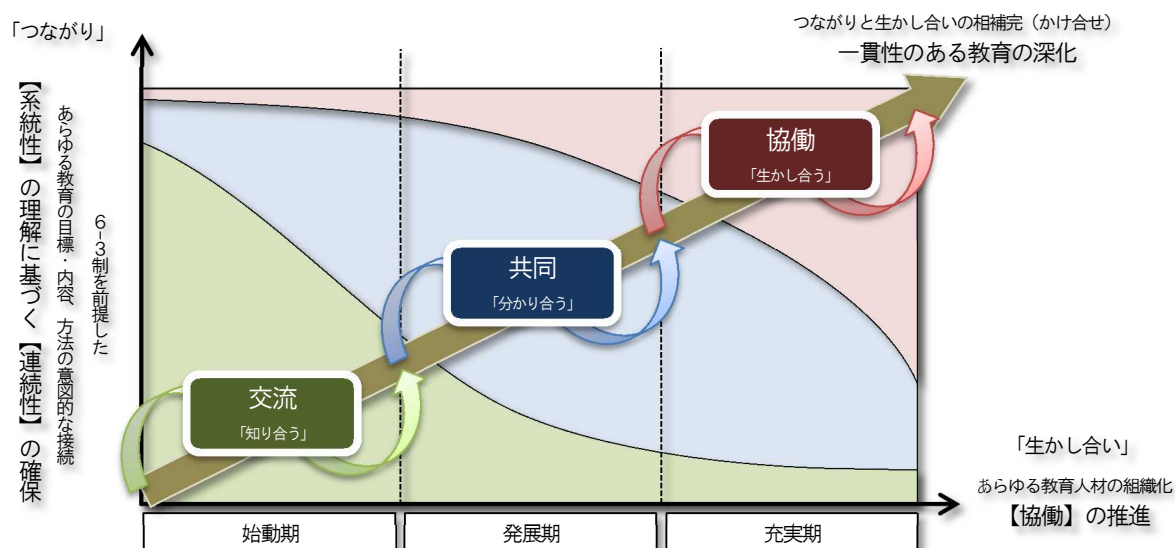 「つながり」
つながりと生かし合いの相補完（かけ合せ）
一貫性のある教育の深化
6-3制を前提した
あらゆる教育の目標・内容、方法の意図的な接続
【系統性】の理解に基づく【連続性】の確保
協働
「生かし合う」
共同
「分かり合う」
交流
「知り合う」
「生かし合い」
あらゆる教育人材の組織化
【協働】の推進
始動期
発展期
充実期